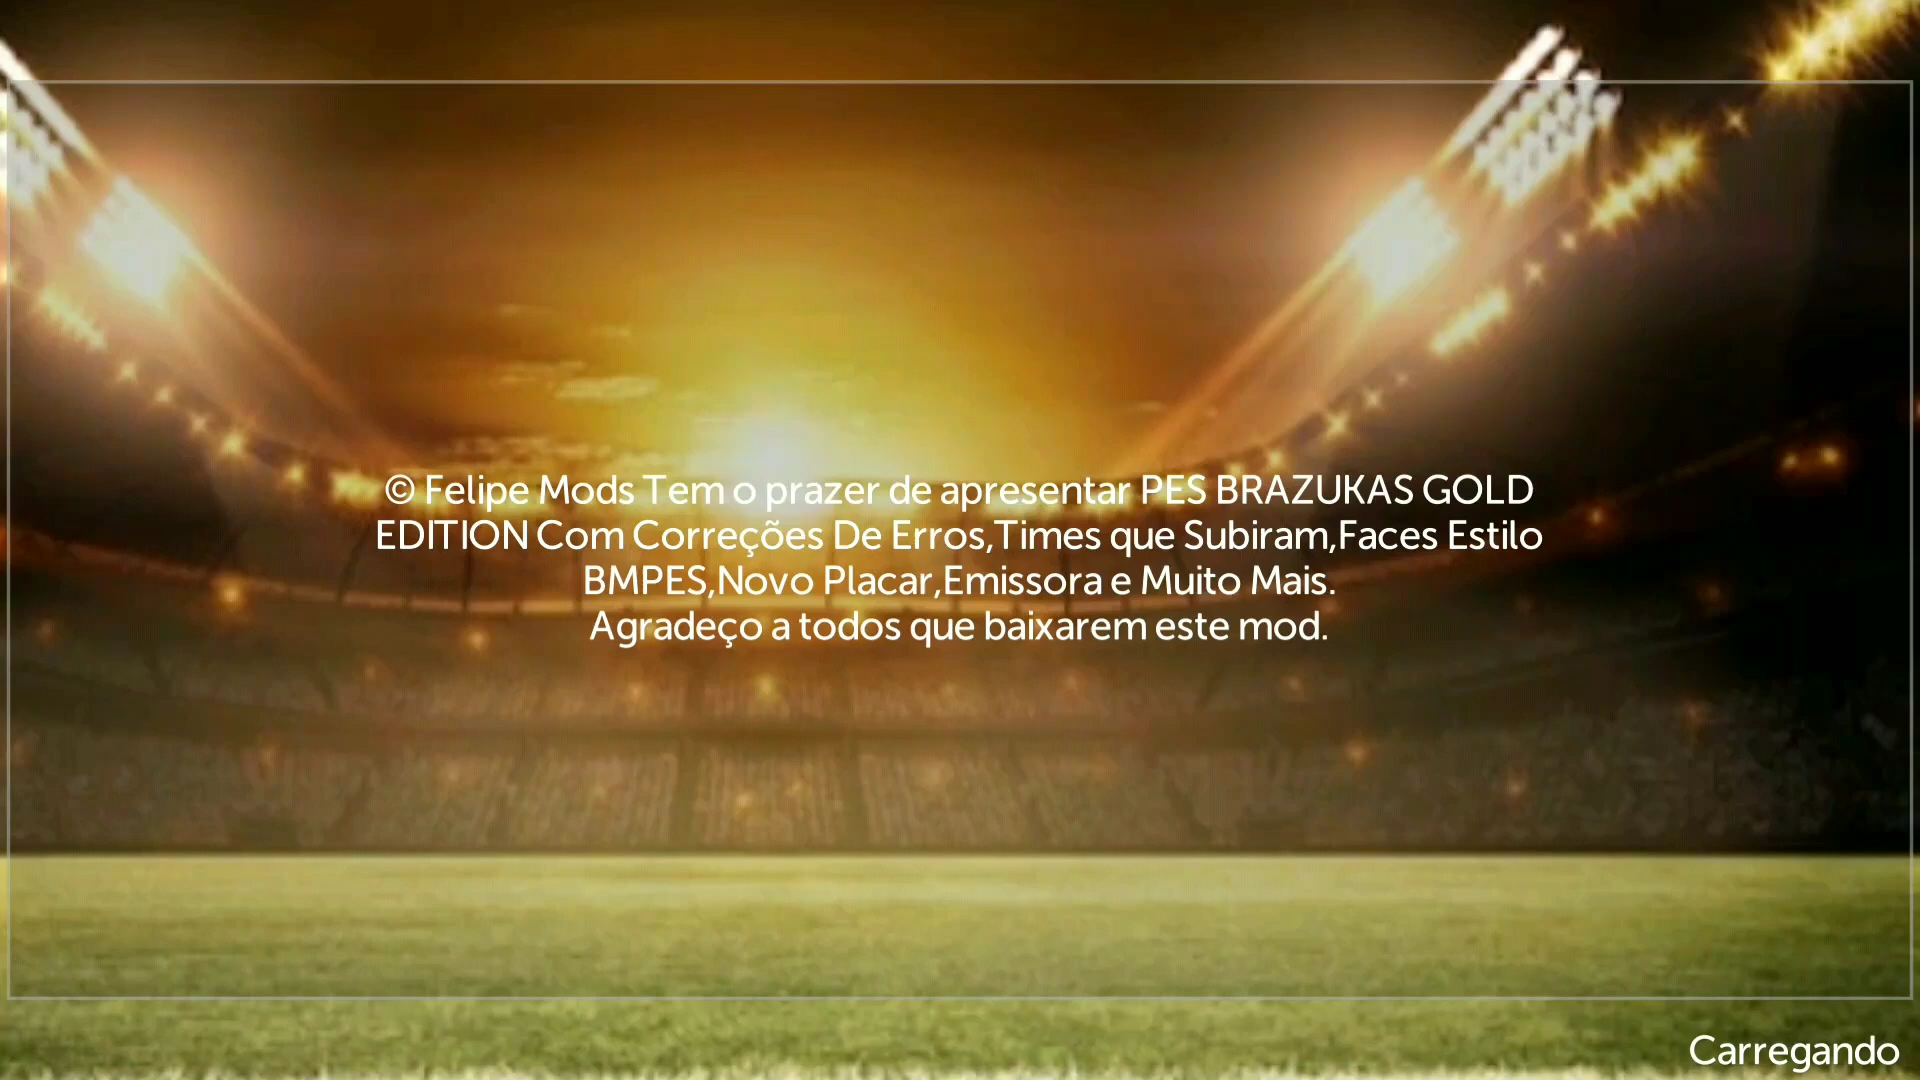 © Felipe Mods Tem o prazer de apresentar PES BRAZUKAS GOLD
EDITION Com Correções De Erros,Times que Subiram,Faces Estilo
BMPES,Novo Placar,Emissora e Muito Mais.
Agradeço a todos que baixarem este mod.
Carregando